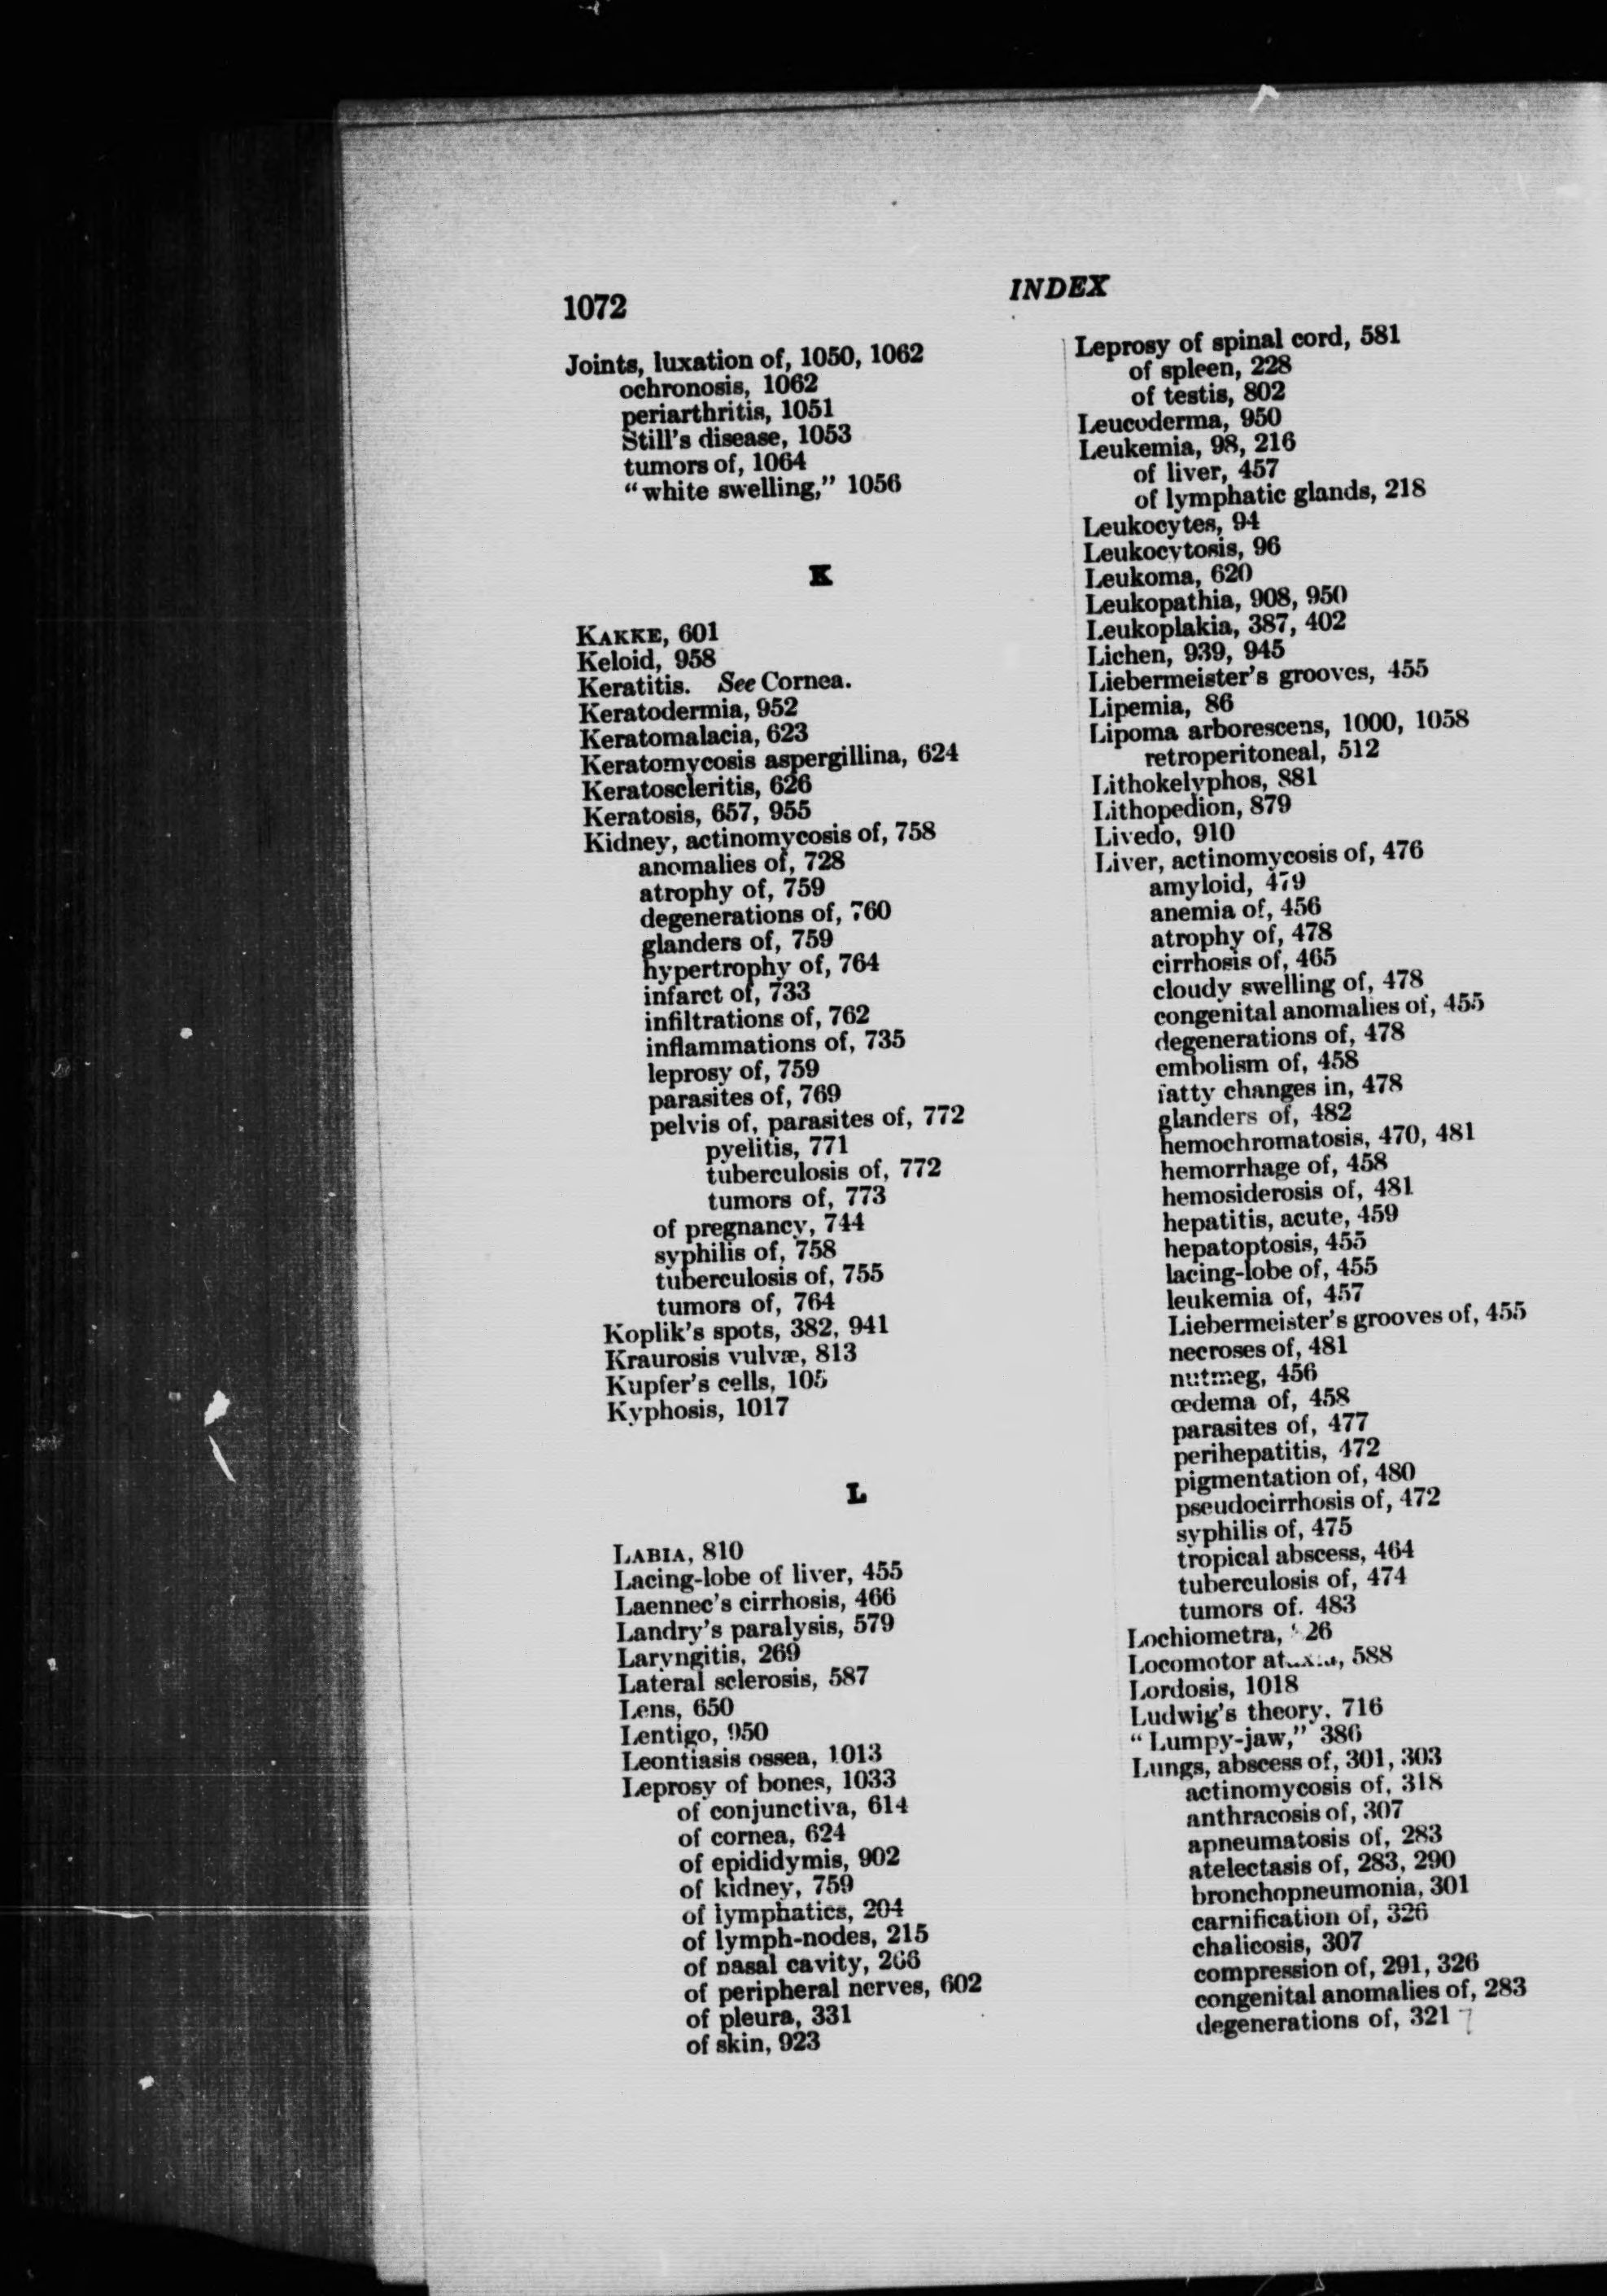 1072
INDEX
Joints, luxation of, 1050, 1062
ochronosis, 1062
periarthritis, 1051
Still's disease, 1053
tumors of, 1064
“white swelling,” 1056
K
KAKKE, 601
Keloid, 958
Keratitis. See Cornea.
Keratodermia, 952
Keratomalacia, 623
Keratomycosis aspergillina, 624
Keratoscleritis, 626
Keratosis, 657, 955
Kidney, actinomycosis of, 758
anomalies of, 728
atrophy of, 759
degenerations of, 760
glanders of, 759
hypertrophy of, 764
infarct of, 733
infiltrations of, 762
inflammations of, 735
leprosy of, 759
parasites of, 769
pelvis of, parasites of, 772
pyelitis, 771
tuberculosis of, 772
tumors of, 773
of pregnancy, 744
syphilis of, 758
tuberculosis of, 755
tumors of, 764
Koplik's spots, 382, 941
Kraurosis vulvæ, 813
Kupfer's cells, 105
Kyphosis, 1017
L
LABIA, 810
Lacing-lobe of liver, 455
Laennec's cirrhosis, 466
Landry's paralysis, 579
Laryngitis, 269
Lateral sclerosis, 587
Lens, 650
Lentigo, 950
Leontiasis ossea, 1013
Leprosy of bones, 1033
of conjunctiva, 614
of cornea, 624
of epididymis, 902
of kidney, 759
of lymphatics, 204
of lymph-nodes, 215
of nasal cavity, 266
of peripheral nerves, 602
of pleura, 331
of skin, 923
Leprosy of spinal cord, 581
of spleen, 228
of testis, 802
Leucoderma, 950
Leukemia, 98, 216
of liver, 457
of lymphatic glands, 218
Leukocytes, 94
Leukocytosis, 96
Leukoma, 620
Leukopathia, 908, 950
Leukoplakia, 387, 402
Lichen, 939, 945
Liebermeister's grooves, 455
Lipemia, 86
Lipoma arborescens, 1000, 1058
retroperitoneal, 512
Lithokelyphos, 881
Lithopedion, 879
Livedo, 910
Liver, actinomycosis of, 476
amyloid, 479
anemia of, 456
atrophy of, 478
cirrhosis of, 465
cloudy swelling of, 478
congenital anomalies of, 455
degenerations of, 478
embolism of, 458
fatty changes in, 478
glanders of, 482
hemochromatosis, 470, 481
hemorrhage of, 458
hemosiderosis of, 481
hepatitis, acute, 459
hepatoptosis, 455
lacing-lobe of, 455
leukemia of, 457
Liebermeister's grooves of, 455
necroses of, 481
nutmeg, 456
œdema of, 458
parasites of, 477
perihepatitis, 472
pigmentation of, 480
pseudocirrhosis of, 472
syphilis of, 475
tropical abscess, 464
tuberculosis of, 474
tumors of. 483
Lochiometra,
Locomotor ataxia, 588
Lordosis, 1018
Ludwig's theory, 716
“Lumpy-jaw,” 386
Lungs, abscess of, 301, 303
actinomycosis of, 318
anthracosis of, 307
apneumatosis of, 283
atelectasis of, 283, 290
bronchopneumonia, 301
carnification of, 326
chalicosis, 307
compression of, 291, 326
congenital anomalies of, 283
degenerations of, 321